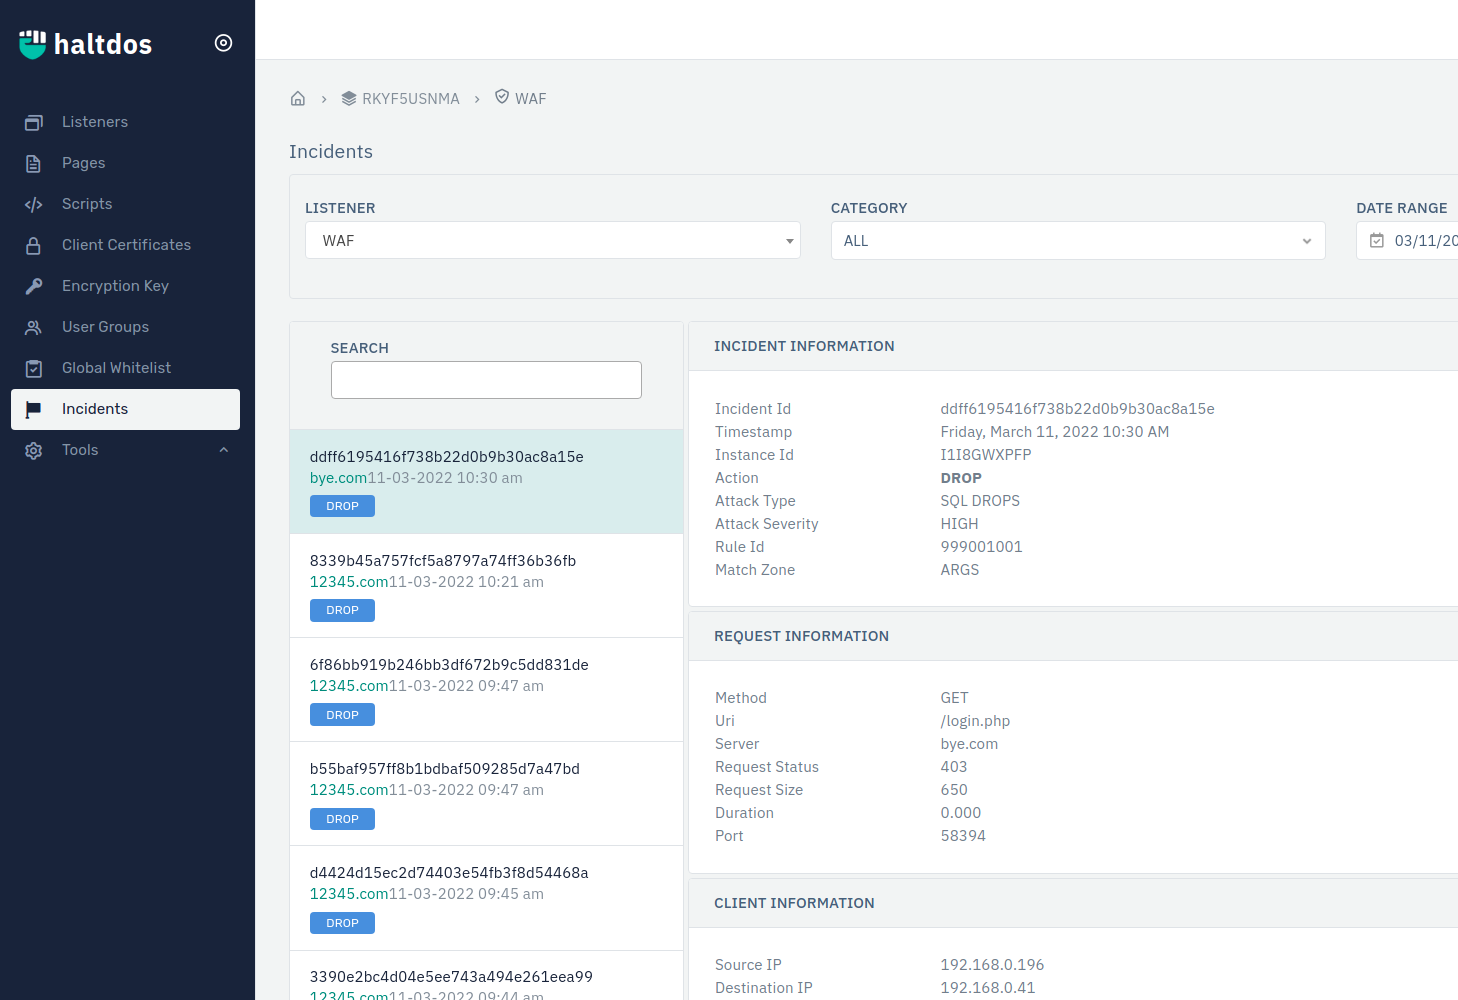 haltdos
Listeners
Pages
Scripts
Client Certificates
Encryption Key
User Groups
Global Whitelist
Incidents
Tools
RKYF5USNMA
WAF
Incidents
LISTENER
WAF
CATEGORY
ALL
DATE RANGE
03/11/20
SEARCH
ddff6195416f738b22d0b9b30ac8a15e
bye.com11-03-2022 10:30 am
DROP
8339b45a757fcf5a8797a74ff36b36fb
12345.com11-03-2022 10:21 am
DROP
6f86bb919b246bb3df672b9c5dd831de
12345.com11-03-2022 09:47 am
DROP
b55baf957ff8b1bdbaf509285d7a47bd
12345.com11-03-2022 09:47 am
DROP
d4424d15ec2d74403e54fb3f8d54468a
12345.com11-03-2022 09:45 am
DROP
3390e2bc4d04e5ee743a494e261eea99
12345.com11-03-2022 09:44 am
INCIDENT INFORMATION
Incident Id ddff6195416f738b22d0b9b30ac8a15e
Timestamp Friday, March 11, 2022 10:30 AM
Instance Id I1I8GWXPFP
Action DROP
Attack Type SQL DROPS
Attack Severity HIGH
Rule Id 999001001
Match Zone ARGS
REQUEST INFORMATION
Method GET
Uri /login.php
Server bye.com
Request Status 403
Request Size 650
Duration 0.000
Port 58394
CLIENT INFORMATION
Source IP 192.168.0.196
Destination IP 192.168.0.41